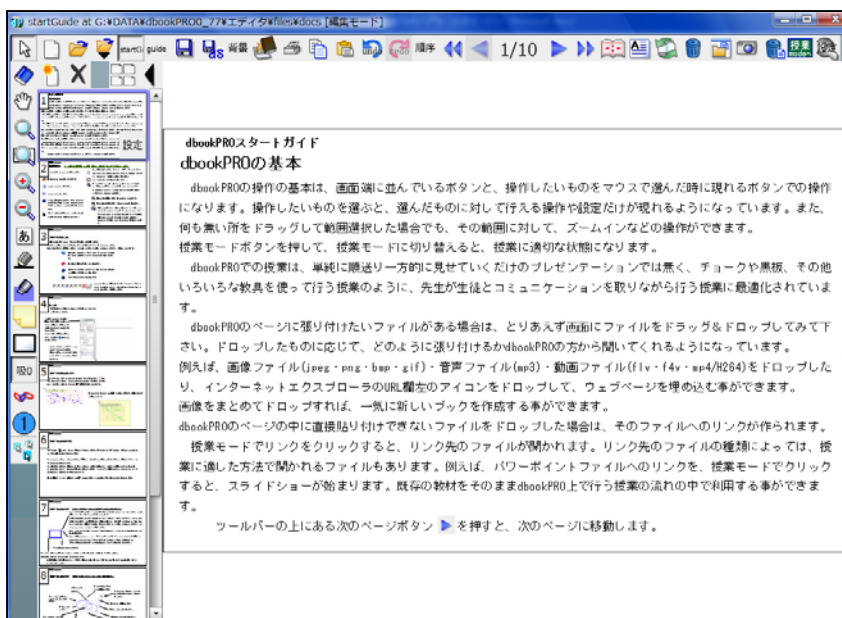 startGuide at G:¥DATA¥dbookPRO0_77¥エディタ¥files¥docs [編集モード]
guide
as
背景
undo
順序
1/10
授業
あ
吸0
1
1
設定
2
3
4
5
6
7
8
dbookPROスタートガイド
dbookPROの基本
dbookPROの操作の基本は、画面端に並んでいるボタンと、操作したいものをマウスで選んだ時に現れるボタンでの操作
になります。操作したいものを選ぶと、選んだものに対して行える操作や設定だけが現れるようになっています。また、
何も無い所をドラッグして範囲選択した場合でも、その範囲に対して、ズームインなどの操作ができます。
授業モードボタンを押して、授業モードに切り替えると、授業に適切な状態になります。
dbookPROでの授業は、単純に順送り一方的に見せていくだけのプレゼンテーションでは無く、チョークや黒板、その他
いろいろな教具を使って行う授業のように、先生が生徒とコミュニケーションを取りながら行う授業に最適化されていま
す。
dbookPROのページに張り付けたいファイルがある場合は、とりあえず画面にファイルをドラッグ&ドロップしてみて下
さい。ドロップしたものに応じて、どのように張り付けるかdbookPROの方から聞いてくれるようになっています。
例えば、画像ファイル(jpeg・png・bmp・gif)・音声ファイル(mp3)・動画ファイル(flv・f4v・mp4/H264)をドロップした
り、インターネットエクスプローラのURL欄左のアイコンをドロップして、ウェブページを埋め込む事ができます。
画像をまとめてドロップすれば、一気に新しいブックを作成する事ができます。
dbookPROのページの中に直接貼り付けできないファイルをドロップした場合は、そのファイルへのリンクが作られます。
授業モードでリンクをクリックすると、リンク先のファイルが開かれます。リンク先のファイルの種類によっては、授
業に適した方法で開かれるファイルもあります。例えば、パワーポイントファイルへのリンクを、授業モードでクリック
すると、スライドショーが始まります。既存の教材をそのままdbookPRO上で行う授業の流れの中で利用する事ができま
す。
ツールバーの上にある次のページボタン ▶ を押すと、次のページに移動します。